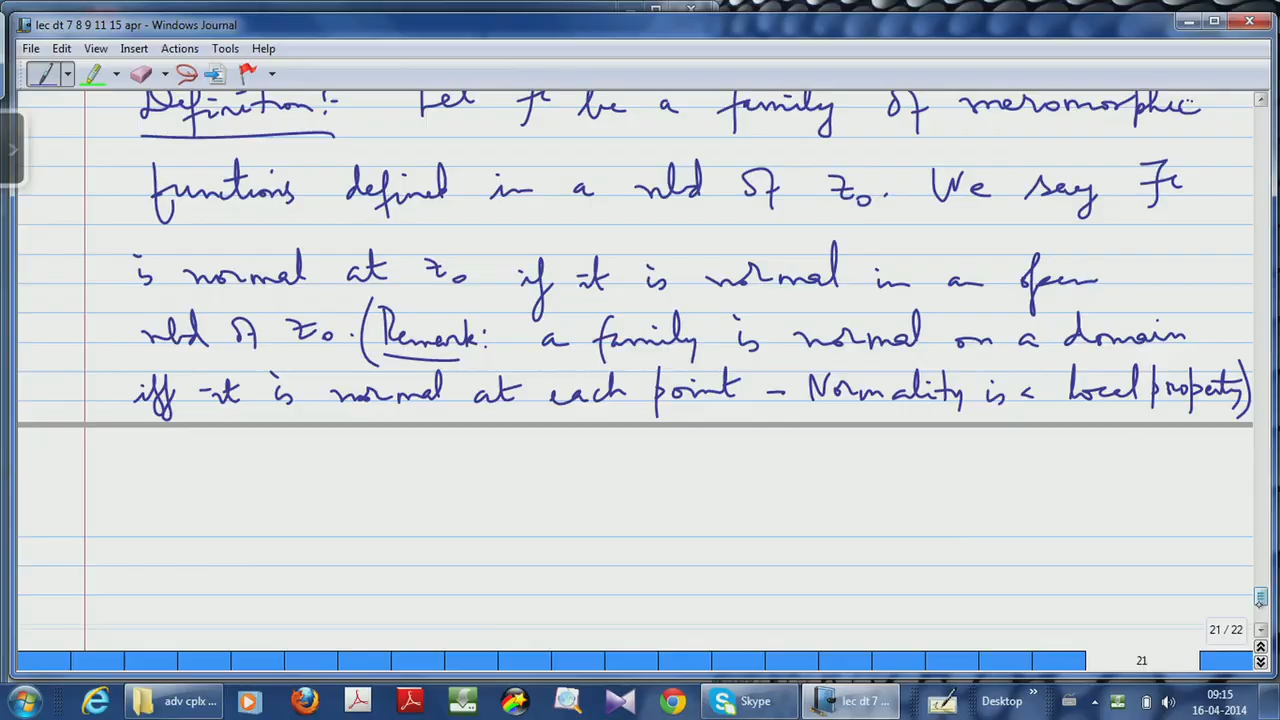 lec dt 7 8 9 11 15 apr - Windows Journal
File Edit View Insert Actions Tools Help
Definition:- Let F be a family of meromorphic
functions defined in a nbd of z₀. We say F
is normal at z₀ if it is normal in an open
nbd of z₀. (Remark: a family is normal on a domain
iff it is normal at each point – Normality is a local property)
21 / 22
21
adv cplx ... Skype lec dt 7 ... Desktop » 09:15
16-04-2014